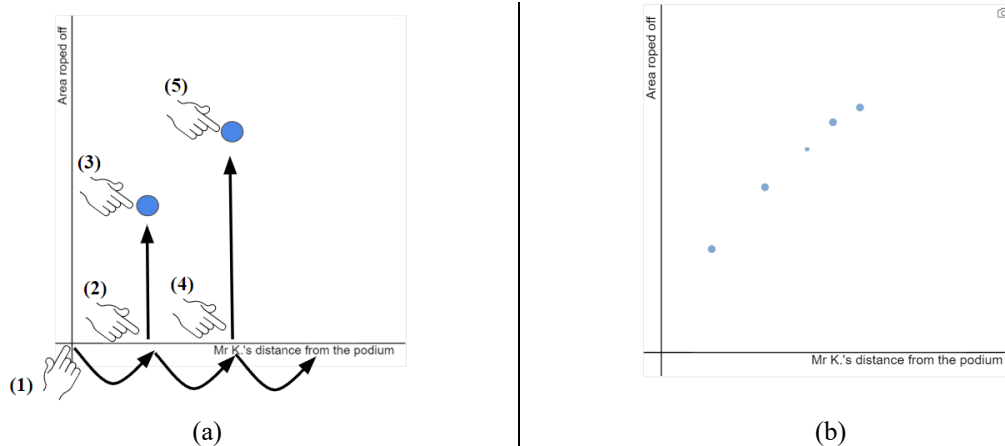 Area roped off
(5)
(3)
(2)
(4)
Mr K.'s distance from the podium
(1)
(a)
Area roped off
Mr K.'s distance from the podium
(b)